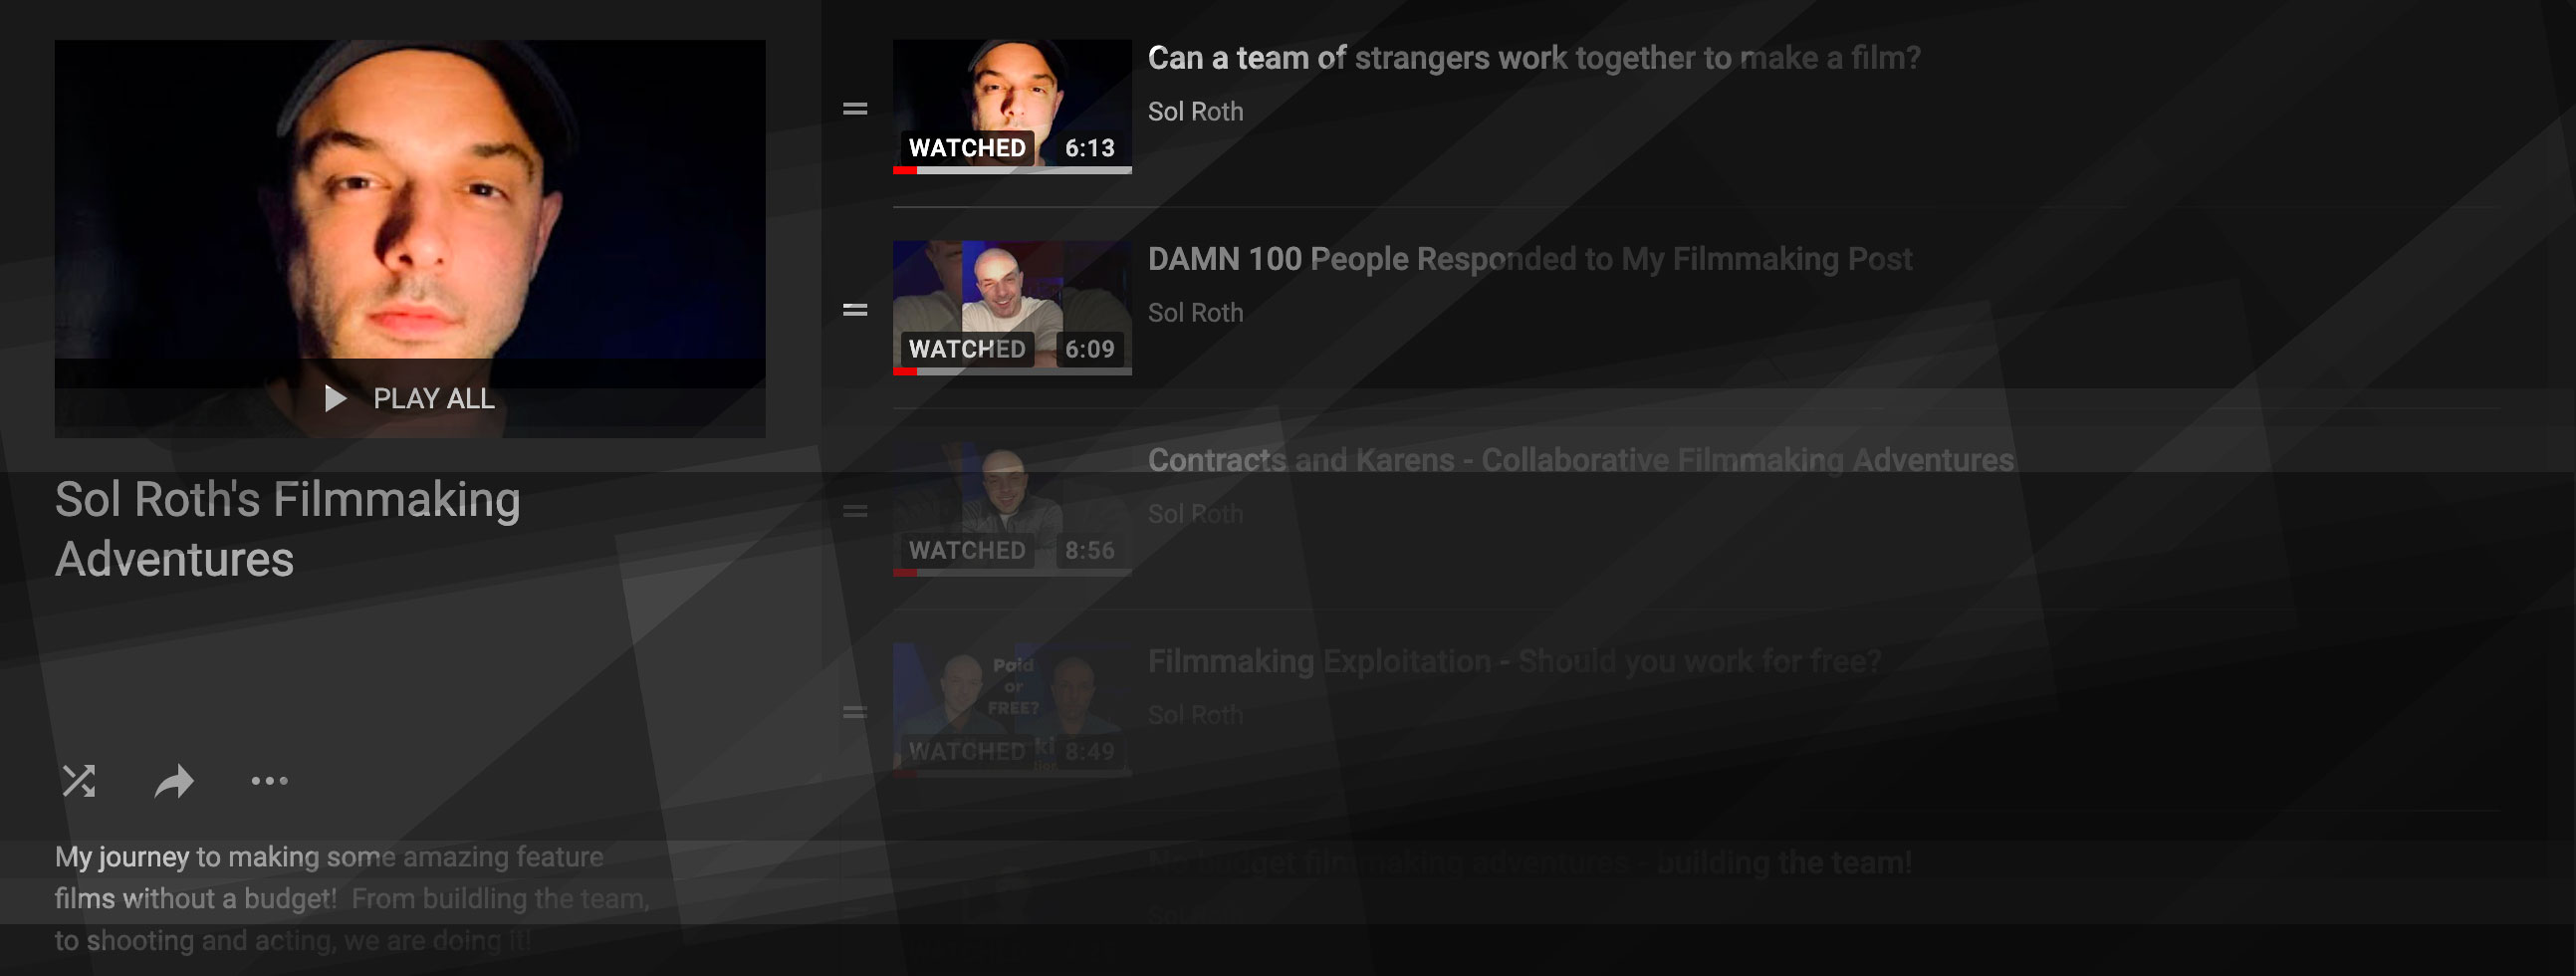 PLAY ALL
Sol Roth's Filmmaking
Adventures
My journey to making some amazing feature
films without a budget!  From buildling the team,
to shooting and acting, we are doing it!
Can a team of strangers work together to make a film?
Sol Roth
WATCHED 6:13
DAMN 100 People Responded to My Filmmaking Post
Sol Roth
WATCHED 6:09
Contracts and Karens - Collaborative Filmmaking Adventures
Sol Roth
WATCHED 8:56
Filmmaking Exploitation - Should you work for free?
Sol Roth
Paid
or
FREE?
WATCHED 8:49
No budget filmmaking adventures - building the team!